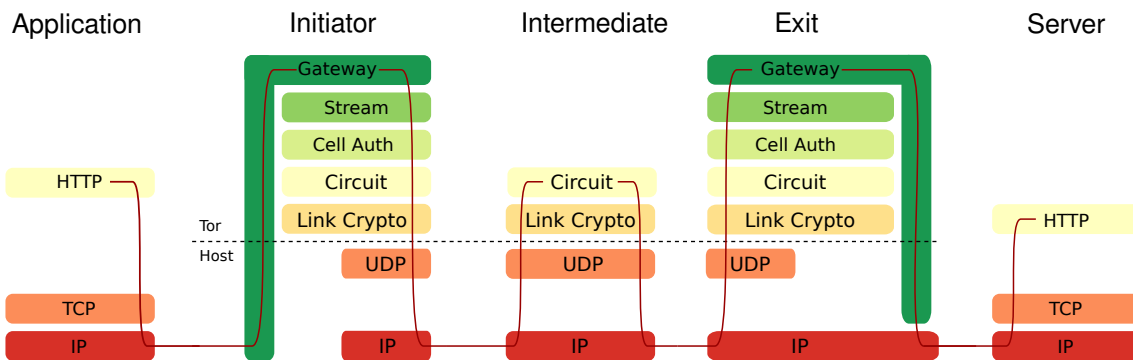 Application Initiator Intermediate Exit Server
Gateway Gateway
Stream Stream
Cell Auth Cell Auth
HTTP Circuit Circuit Circuit
Link Crypto Link Crypto Link Crypto HTTP
Tor
Host
UDP UDP UDP
TCP TCP
IP IP IP IP IP